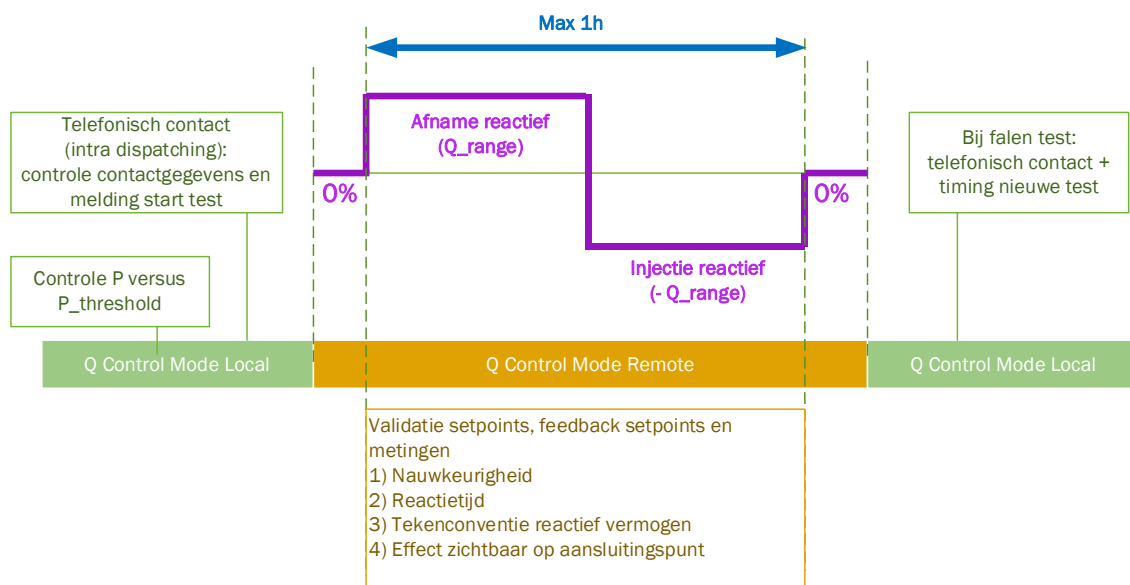 Max 1h
Telefonisch contact
(intra dispatching):
controle contactgegevens en
melding start test
Afname reactief
(Q_range)
Bij falen test:
telefonisch contact +
timing nieuwe test
0%
0%
Controle P versus
P_threshold
Injectie reactief
(- Q_range)
Q Control Mode Local
Q Control Mode Remote
Q Control Mode Local
Validatie setpoints, feedback setpoints en
metingen
1) Nauwkeurigheid
2) Reactietijd
3) Tekenconventie reactief vermogen
4) Effect zichtbaar op aansluitingspunt